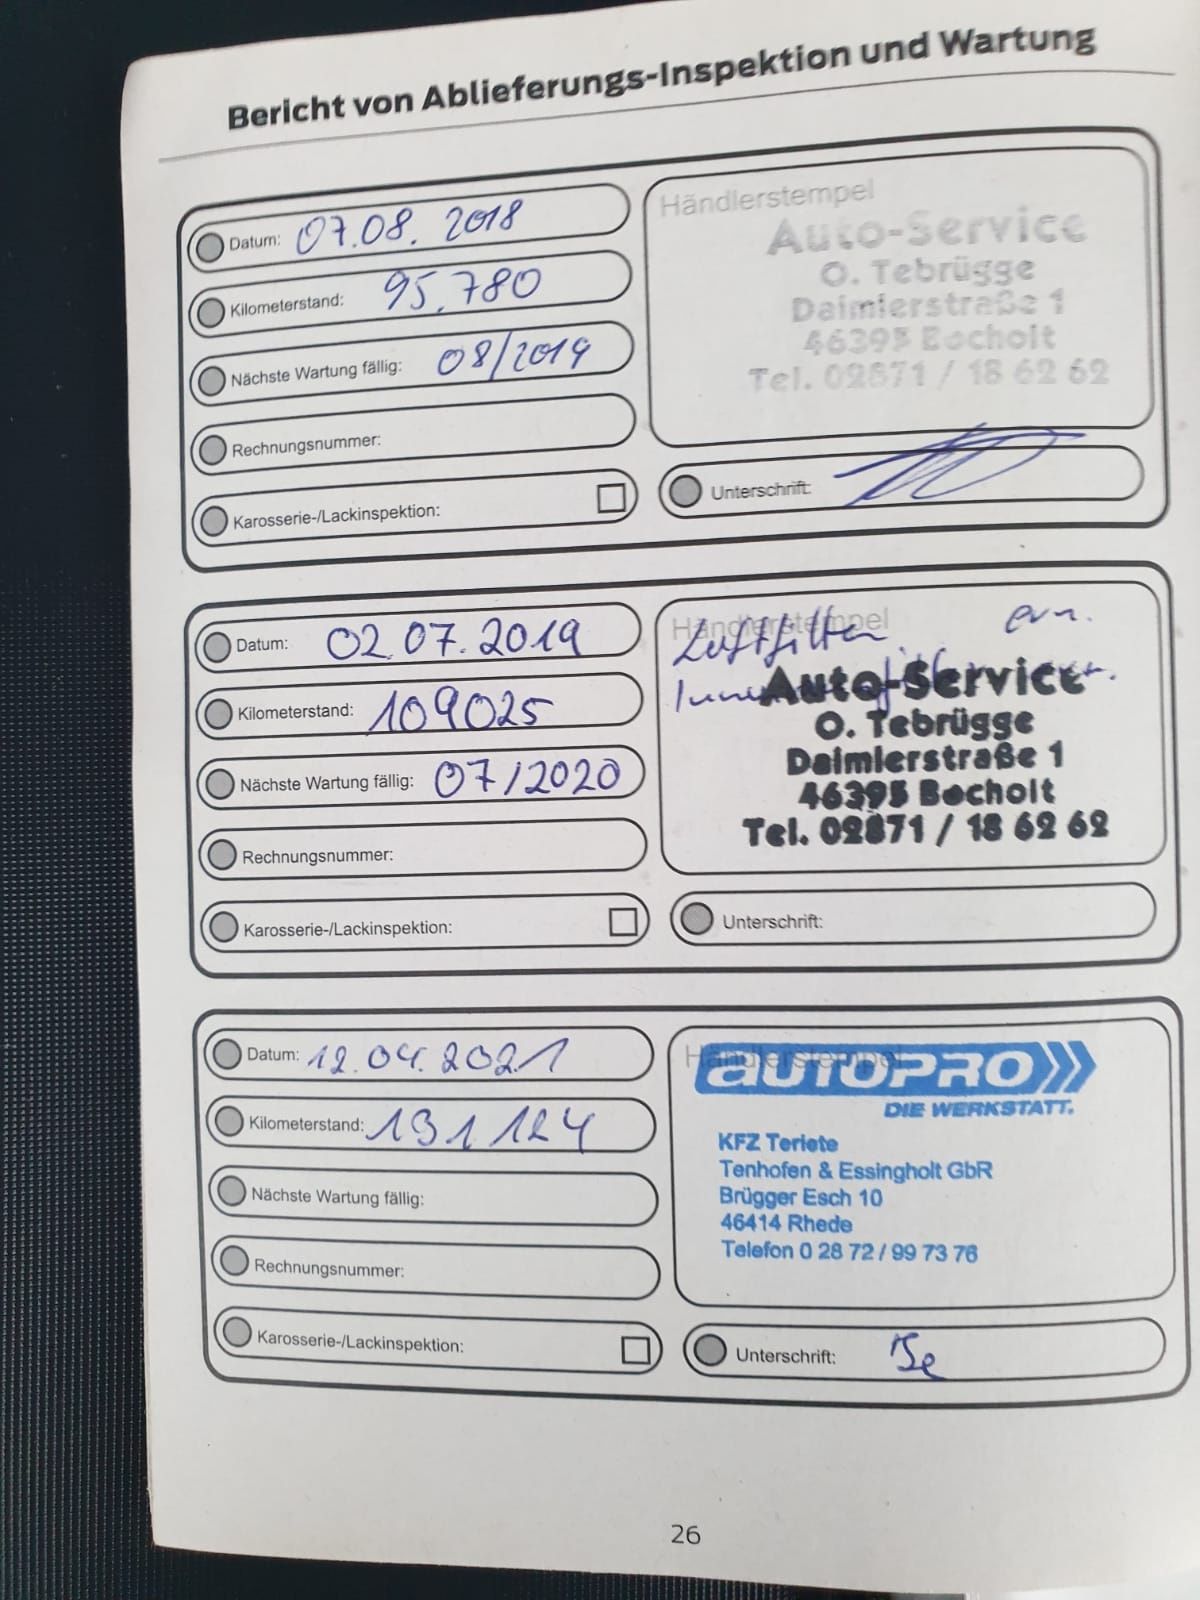 Bericht von Ablieferungs-Inspektion und Wartung
Datum: 07.08. 2018
Kilometerstand: 95.780
Nächste Wartung fällig: 08/2019
Rechnungsnummer:
Karosserie-/Lackinspektion:
Händlerstempel
Auto-Service
O. Tebrügge
Daimlerstraße 1
46395 Bocholt
Tel. 02871 / 18 62 62
Unterschrift:
Datum: 02.07.2019
Kilometerstand: 109025
Nächste Wartung fällig: 07/2020
Rechnungsnummer:
Karosserie-/Lackinspektion:
Händlerstempel
Luftfilter ern.
Auto-Service
O. Tebrügge
Daimlerstraße 1
46395 Bocholt
Tel. 02871 / 18 62 62
Unterschrift:
Datum: 12.04.2021
Kilometerstand: 131.124
Nächste Wartung fällig:
Rechnungsnummer:
Karosserie-/Lackinspektion:
Händlerstempel
AUTOPRO
DIE WERKSTATT.
KFZ Teriete
Tenhofen & Essingholt GbR
Brügger Esch 10
46414 Rhede
Telefon 0 28 72 / 99 73 76
Unterschrift:
26